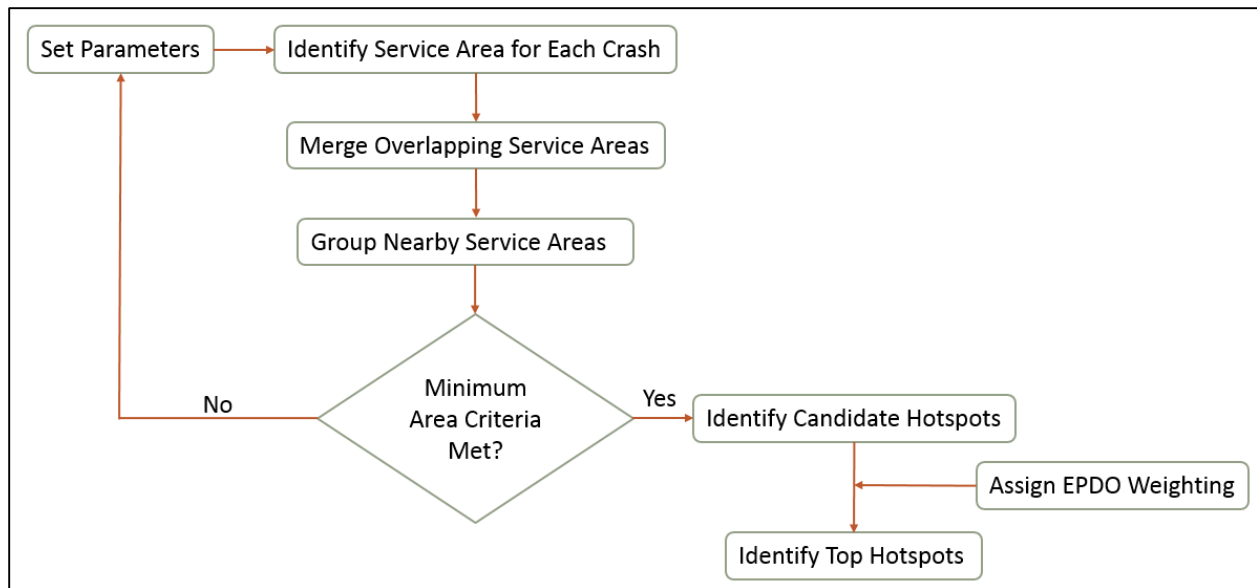 Set Parameters
Identify Service Area for Each Crash
Merge Overlapping Service Areas
Group Nearby Service Areas
Minimum
Area Criteria
Met?
No
Yes
Identify Candidate Hotspots
Assign EPDO Weighting
Identify Top Hotspots